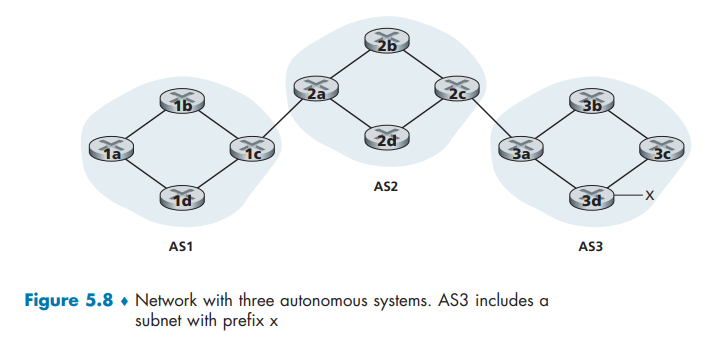 2b
2a
2c
1b
3b
2d
1a
1c
3a
3c
AS2
1d
3d
X
AS1
AS3
Figure 5.8 ♦ Network with three autonomous systems. AS3 includes a
subnet with prefix x